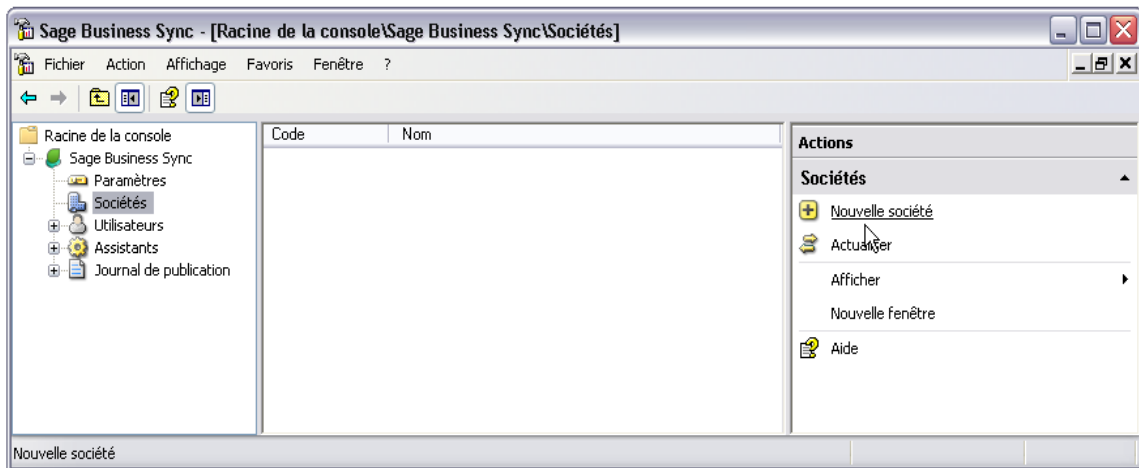 Sage Business Sync - [Racine de la console\Sage Business Sync\Sociétés]
Fichier Action Affichage Favoris Fenêtre ?
Racine de la console
Sage Business Sync
Paramètres
Sociétés
Utilisateurs
Assistants
Journal de publication
Code Nom
Actions
Sociétés
Nouvelle société
Actualiser
Afficher
Nouvelle fenêtre
Aide
Nouvelle société